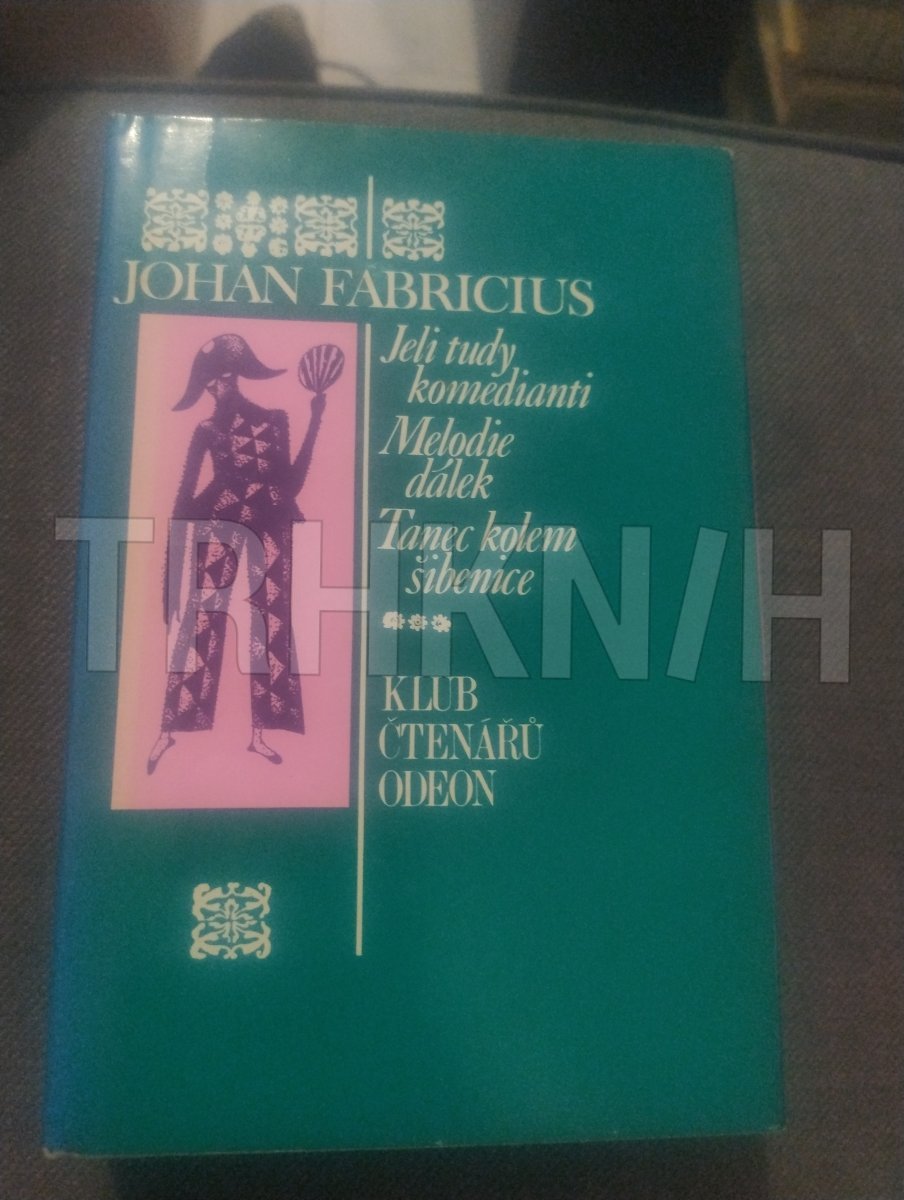 JOHAN FABRICIUS
Jeli tudy
komedianti
Melodie
dálek
Tanec kolem
šibenice
TRHKNIH
KLUB
ČTENÁŘŮ
ODEON